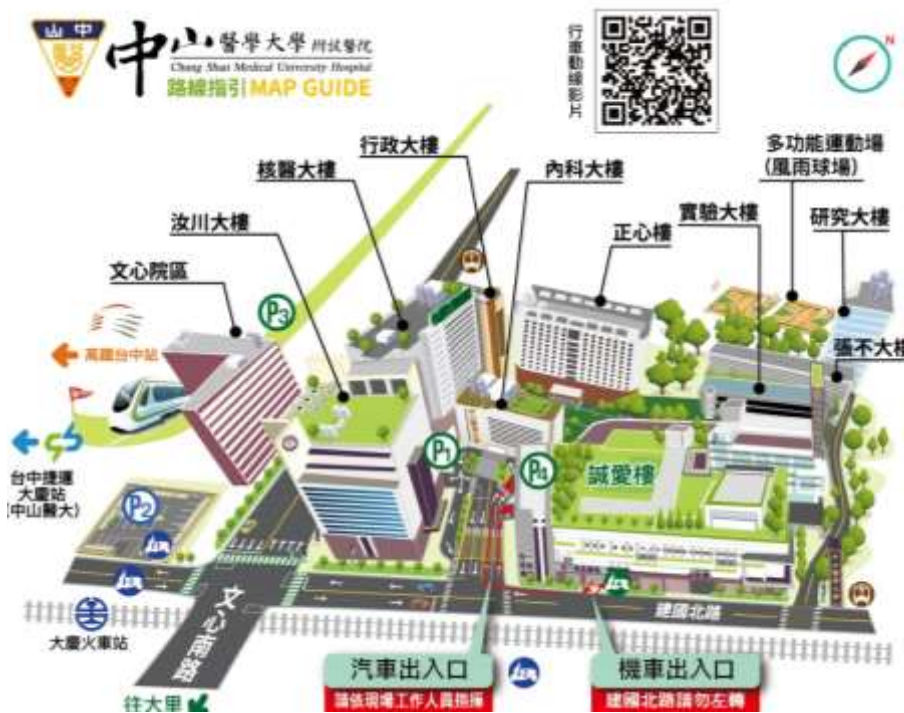 中山
中山醫學大學 附設醫院
Chung Shan Medical University Hospital
路線指引 MAP GUIDE
行車動線影片
N
多功能運動場
(風雨球場)
行政大樓
核醫大樓
內科大樓
汝川大樓
正心樓
實驗大樓
研究大樓
文心院區
P3
高鐵台中站
張不大樓
P1
P4
誠愛樓
台中捷運
大慶站
(中山醫大)
P2
文心南路
建國北路
大慶火車站
汽車出入口
請依現場工作人員指揮
機車出入口
建國北路請勿左轉
往大里